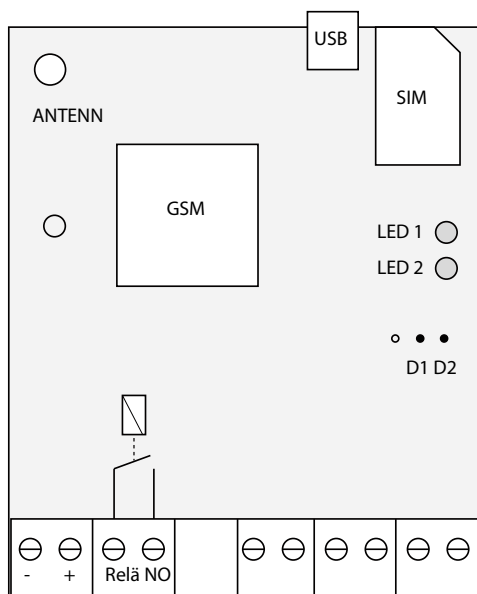 USB
SIM
ANTENN
GSM
LED 1
LED 2
D1 D2
- + Relä NO